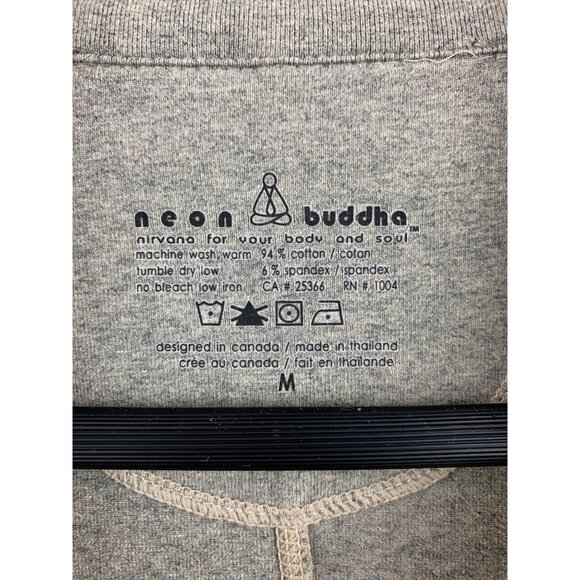 neon buddha™
nirvana for your body and soul
machine wash, warm 94% cotton / coton
tumble dry low 6% spandex / spandex
no bleach low iron CA # 25366 RN # 1004
designed in canada / made in thailand
crée au canada / fait en thaïlande
M